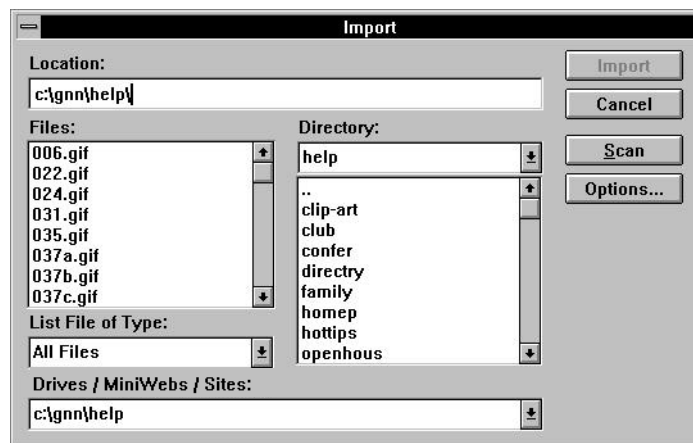 Import
Location:
c:\gnn\help\
Files:
006.gif
022.gif
024.gif
031.gif
035.gif
037a.gif
037b.gif
037c.gif
List File of Type:
All Files
Directory:
help
..
clip-art
club
confer
directry
family
homep
hottips
openhous
Drives / MiniWebs / Sites:
c:\gnn\help
Import
Cancel
Scan
Options...